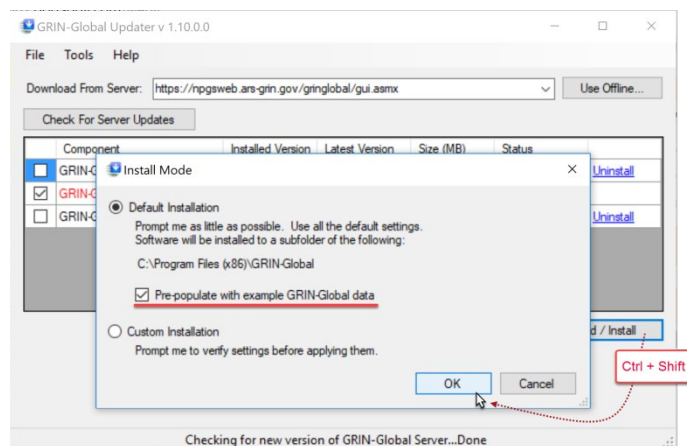 GRIN-Global Updater v 1.10.0.0
File Tools Help
Download From Server: https://npgsweb.ars-grin.gov/gringlobal/gui.asmx Use Offline...
Check For Server Updates
Component Installed Version Latest Version Size (MB) Status
GRIN-G Uninstall
GRIN-G
GRIN-G Uninstall
Install Mode
Default Installation
Prompt me as little as possible. Use all the default settings.
Software will be installed to a subfolder of the following:
C:\Program Files (x86)\GRIN-Global
Pre-populate with example GRIN-Global data
Custom Installation
Prompt me to verify settings before applying them.
d / Install
Ctrl + Shift
OK Cancel
Checking for new version of GRIN-Global Server...Done